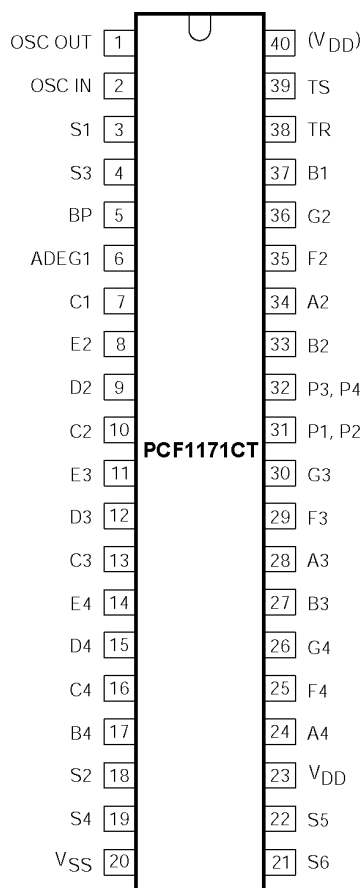 OSC OUT 1 40 (VDD)
OSC IN 2 39 TS
S1 3 38 TR
S3 4 37 B1
BP 5 36 G2
ADEG1 6 35 F2
C1 7 34 A2
E2 8 33 B2
D2 9 32 P3, P4
C2 10 31 P1, P2
PCF1171CT
E3 11 30 G3
D3 12 29 F3
C3 13 28 A3
E4 14 27 B3
D4 15 26 G4
C4 16 25 F4
B4 17 24 A4
S2 18 23 VDD
S4 19 22 S5
VSS 20 21 S6